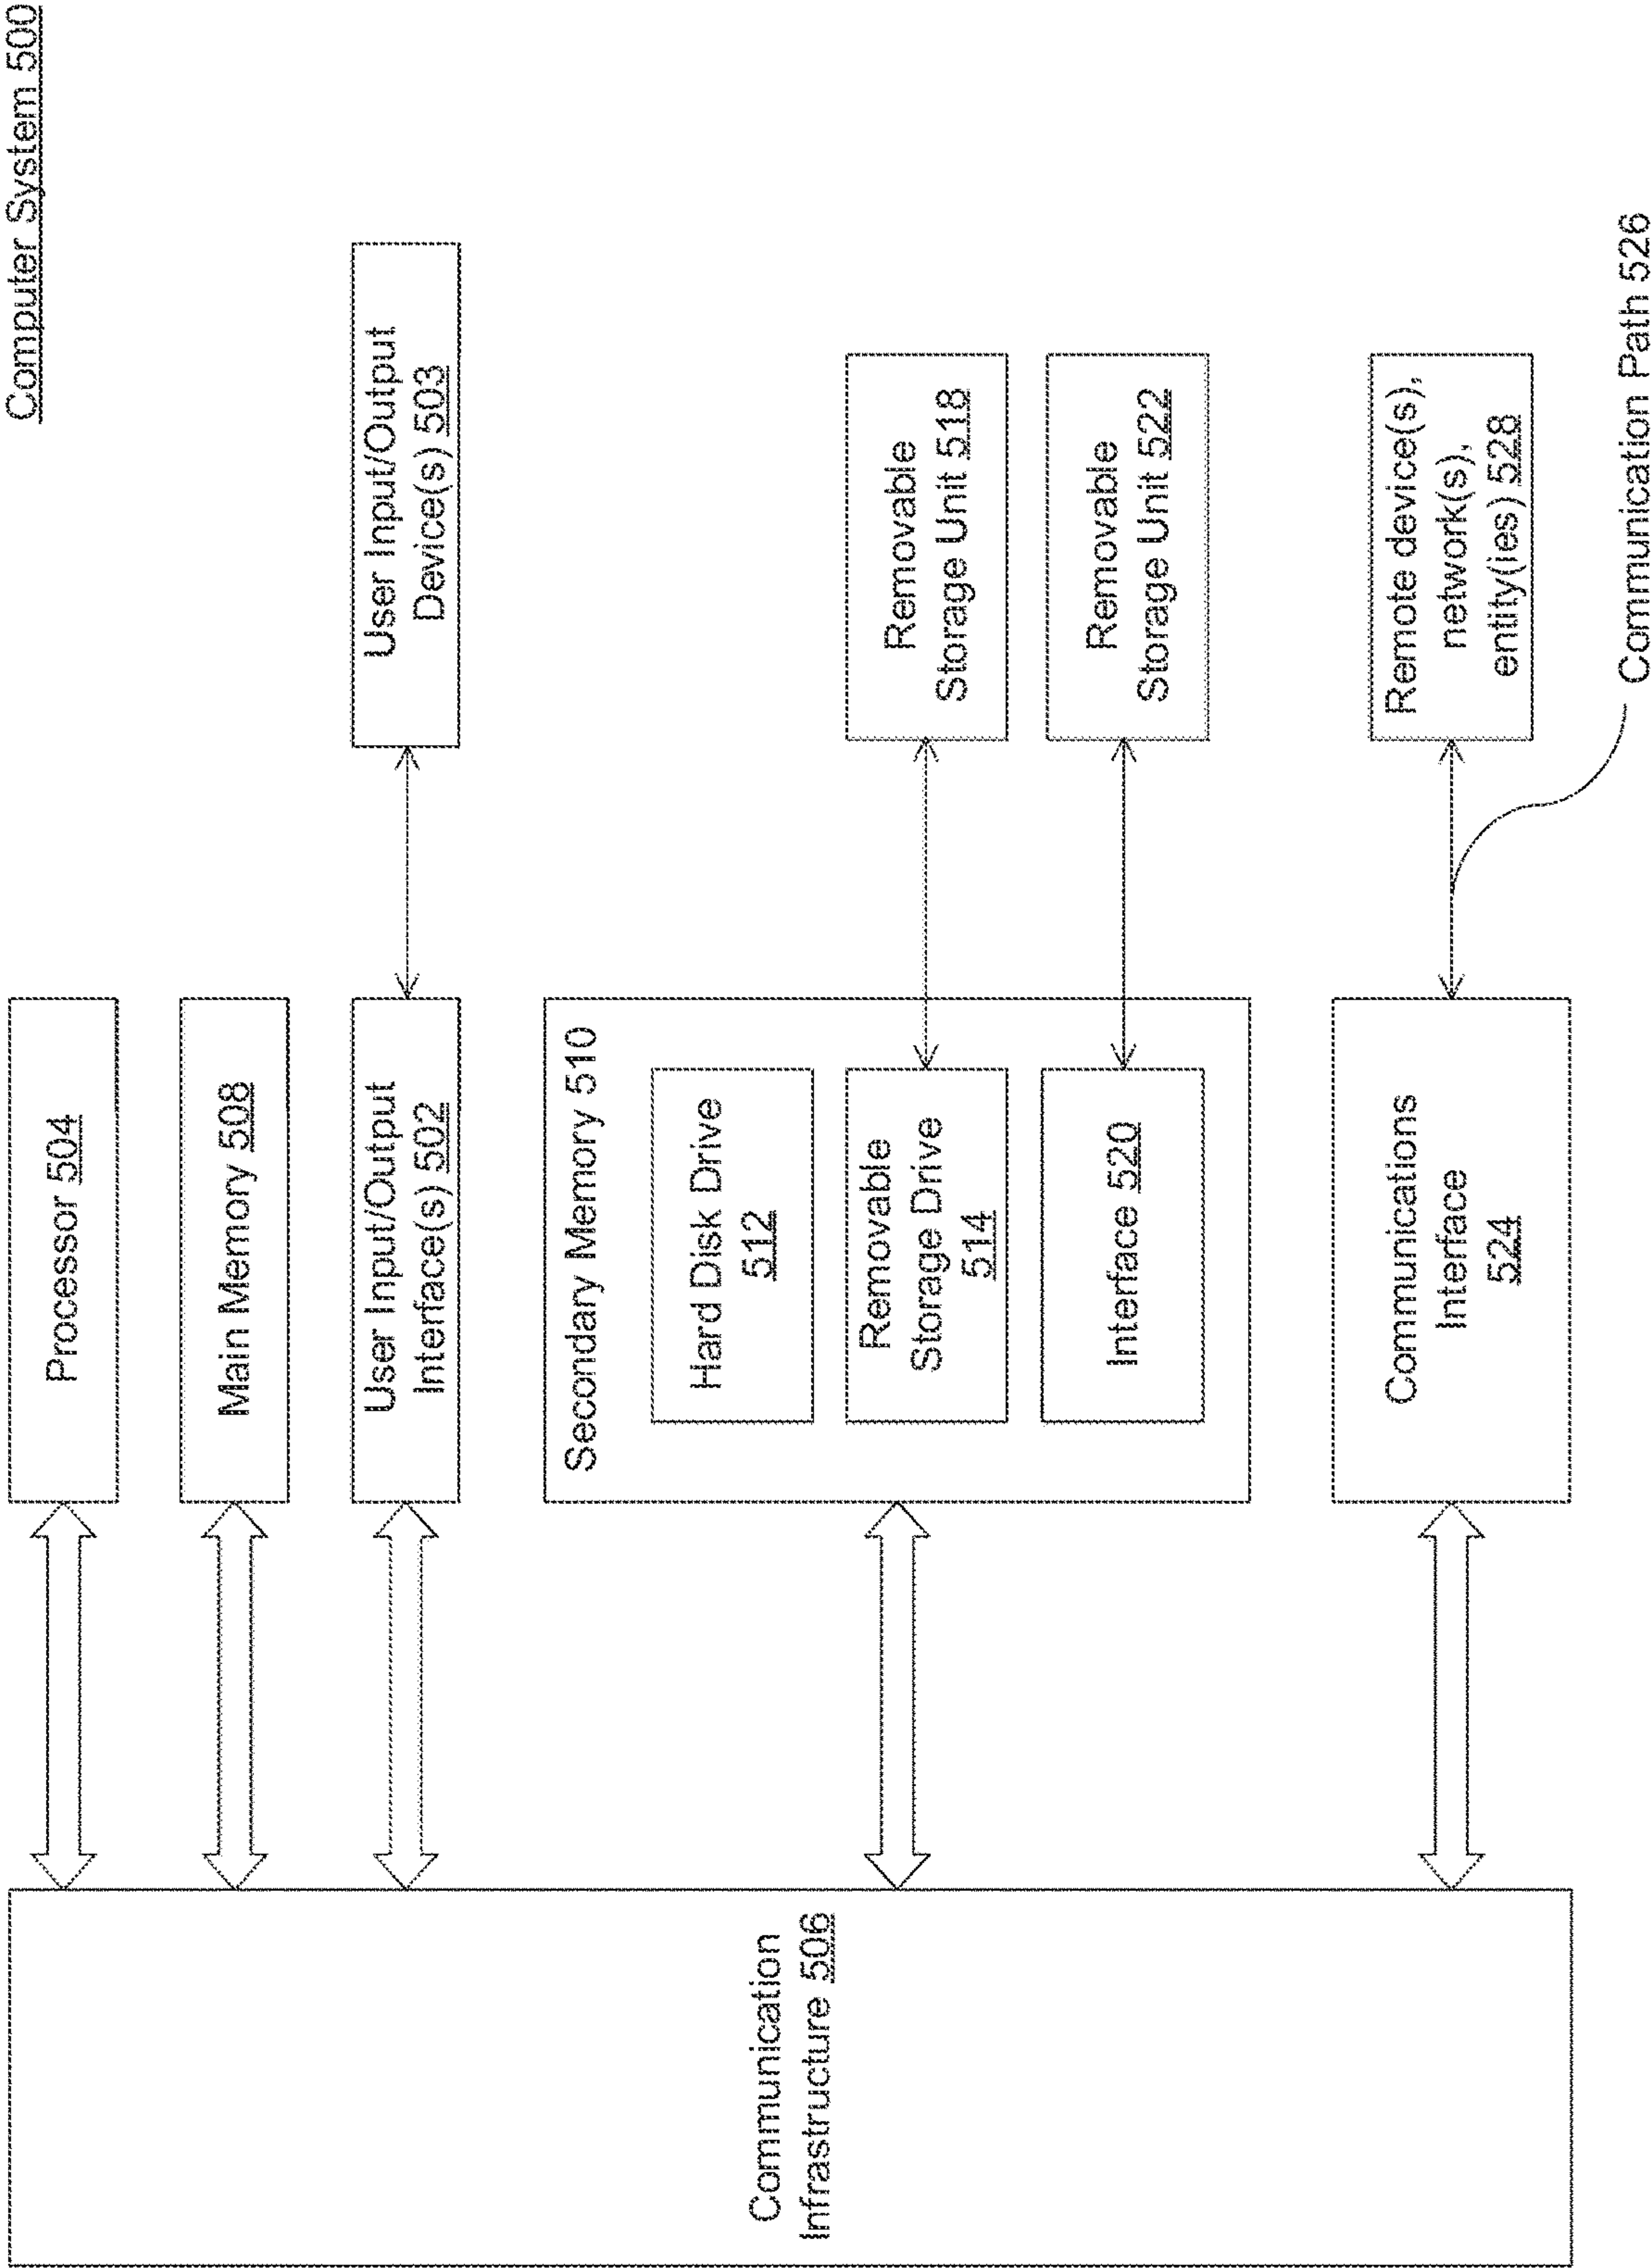 Computer System 500
Processor 504
Main Memory 508
User Input/Output
Interface(s) 502
User Input/Output
Device(s) 503
Secondary Memory 510
Hard Disk Drive
512
Removable
Storage Drive
514
Removable
Storage Unit 518
Interface 520
Removable
Storage Unit 522
Communication
Infrastructure 506
Communications
Interface
524
Remote device(s),
network(s),
entity(ies) 528
Communication Path 526